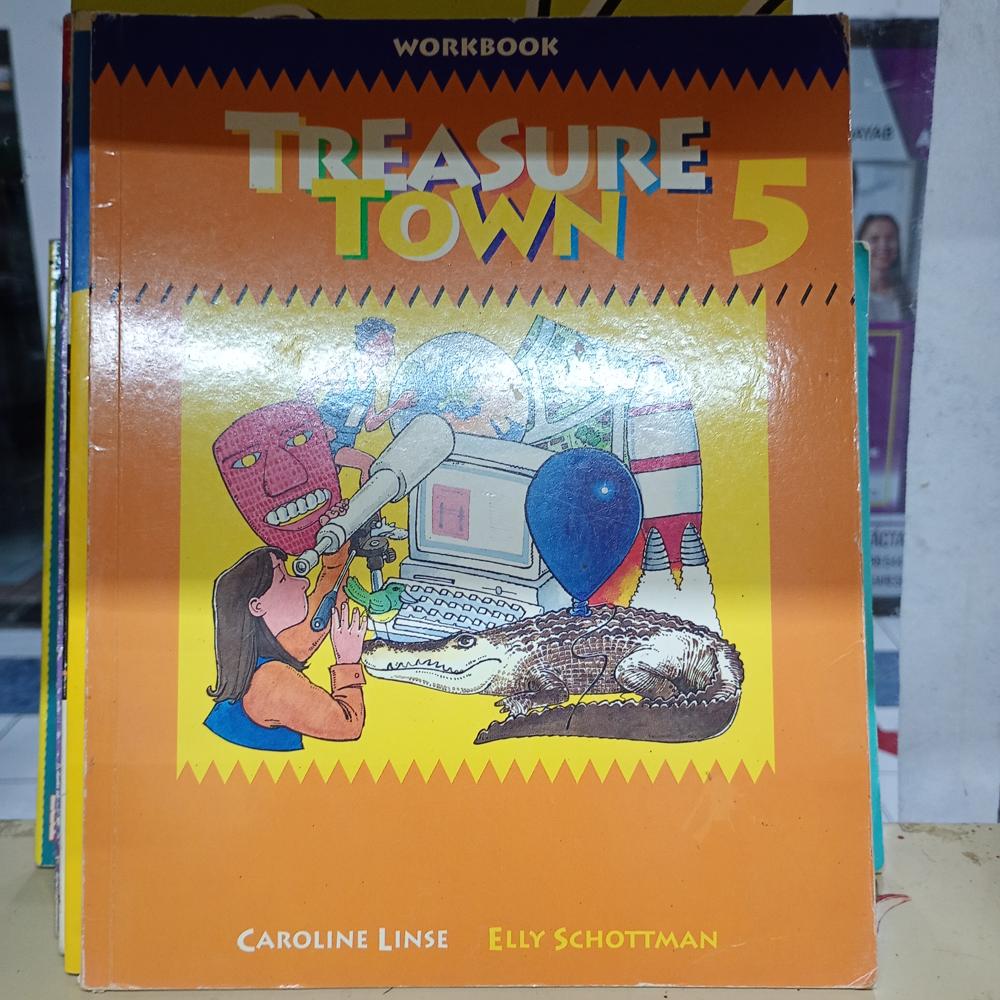 WORKBOOK
TREASURE
TOWN 5
CAROLINE LINSE ELLY SCHOTTMAN